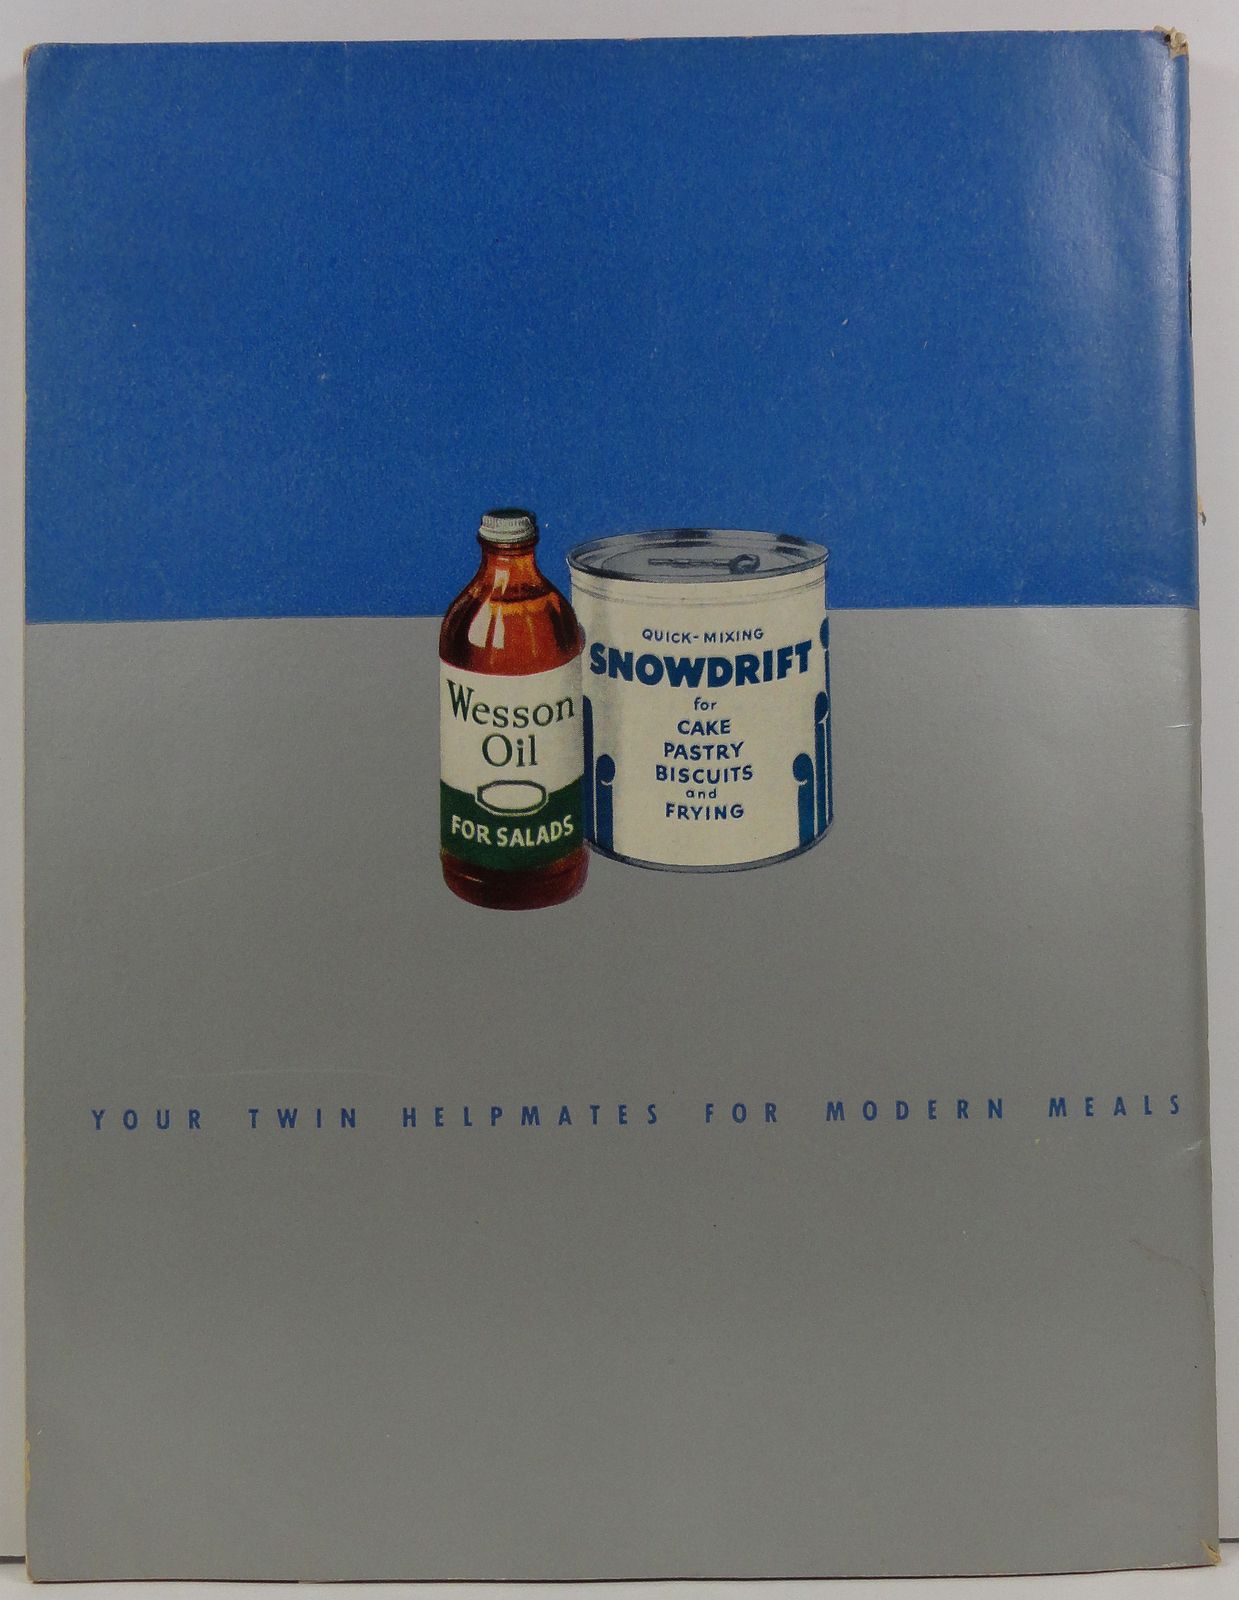 Wesson
Oil
FOR SALADS
QUICK-MIXING
SNOWDRIFT
for
CAKE
PASTRY
BISCUITS
and
FRYING
YOUR TWIN HELPMATES FOR MODERN MEALS